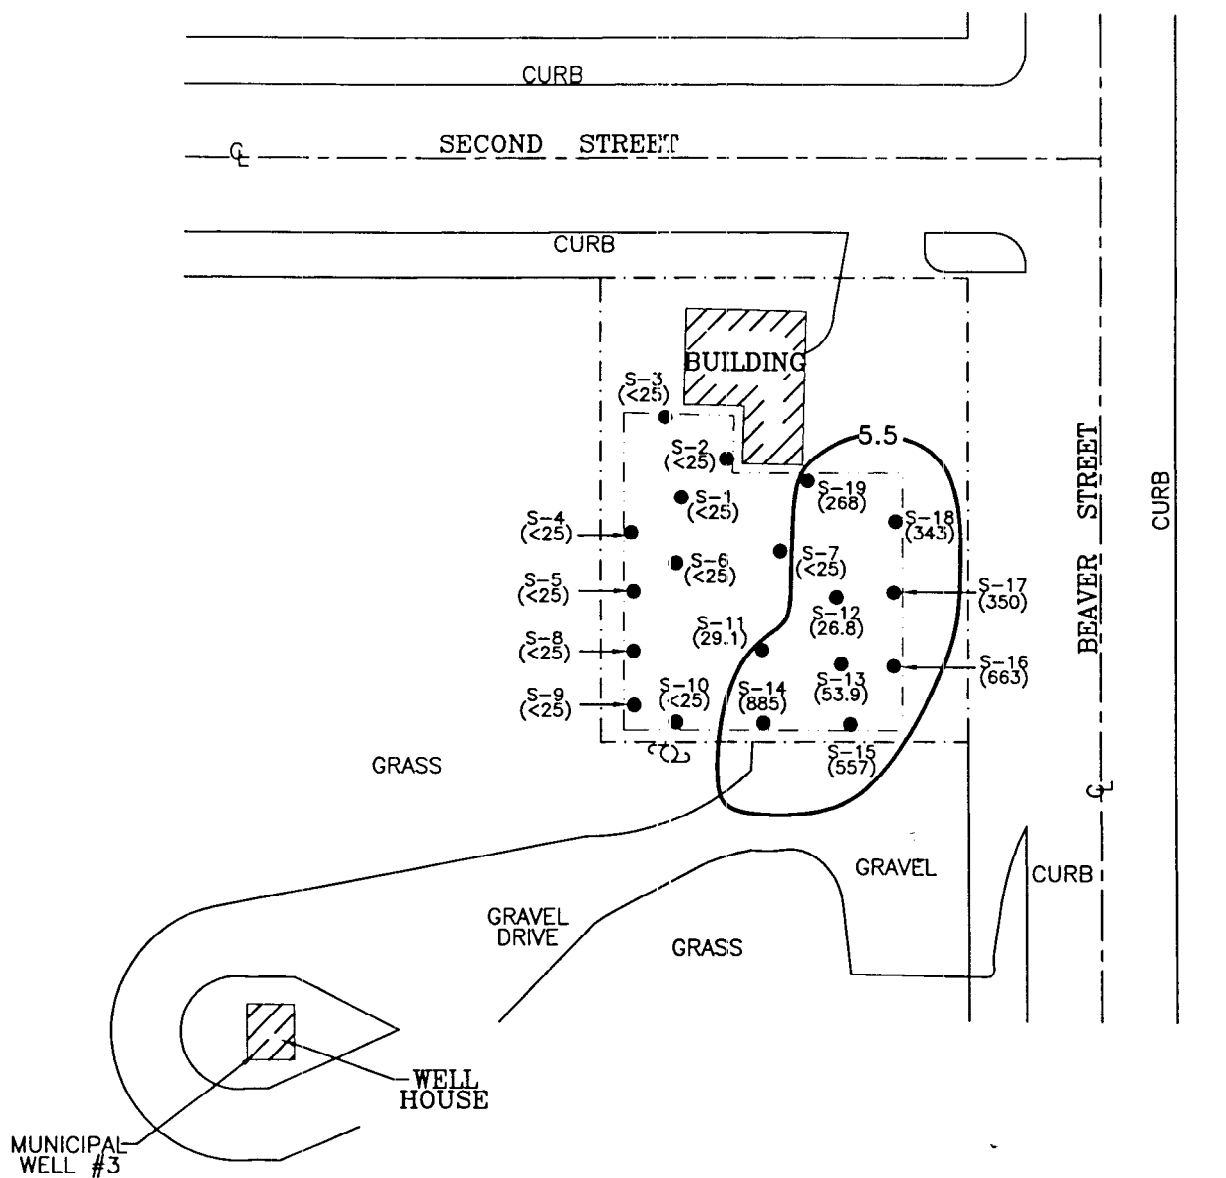 CURB
SECOND STREET
CURB
BUILDING
S-3
(<25)
5.5
S-2
(<25)
S-19
(268)
S-1
(<25)
S-4
(<25)
S-18
(343)
S-7
(<25)
S-6
(<25)
S-5
(<25)
S-17
(350)
S-12
(26.8)
S-11
(29.1)
S-8
(<25)
S-16
(663)
S-13
(53.9)
S-10
(<25)
S-14
(885)
S-9
(<25)
S-15
(557)
BEAVER STREET
CURB
GRASS
GRAVEL
CURB
GRAVEL
DRIVE
GRASS
WELL
HOUSE
MUNICIPAL
WELL #3